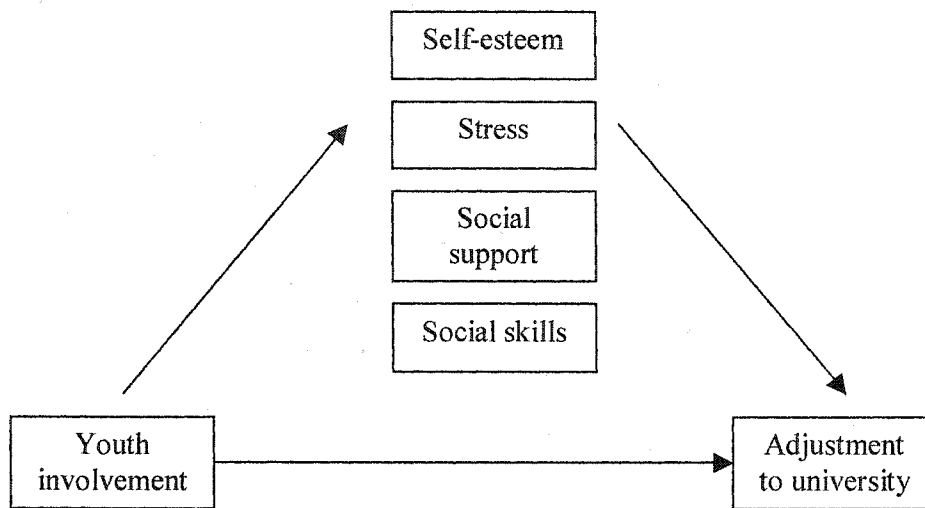 Self-esteem
Stress
Social
support
Social skills
Youth
involvement
Adjustment
to university